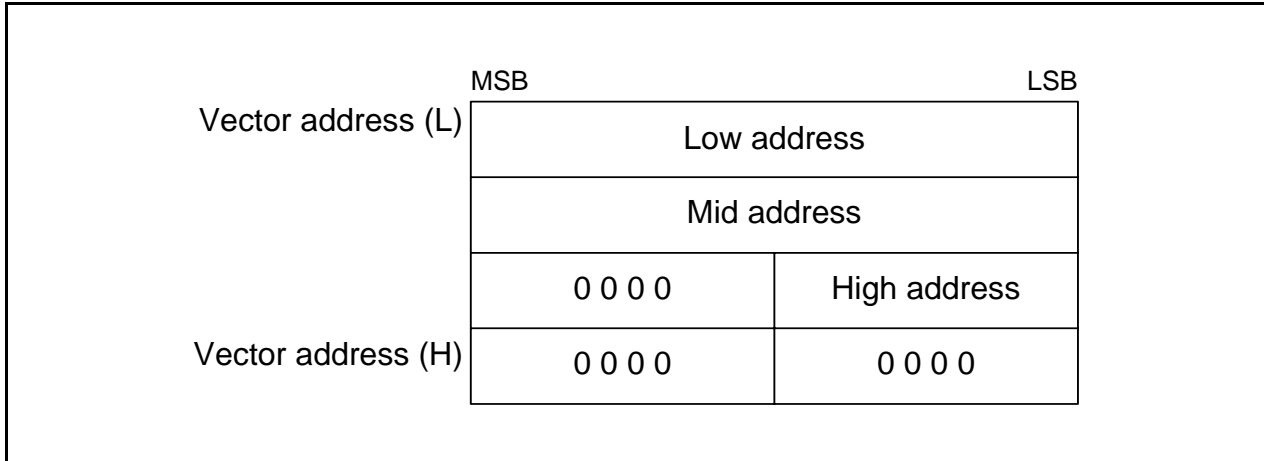 MSB LSB
Vector address (L) Low address
Mid address
0 0 0 0 High address
Vector address (H) 0 0 0 0 0 0 0 0